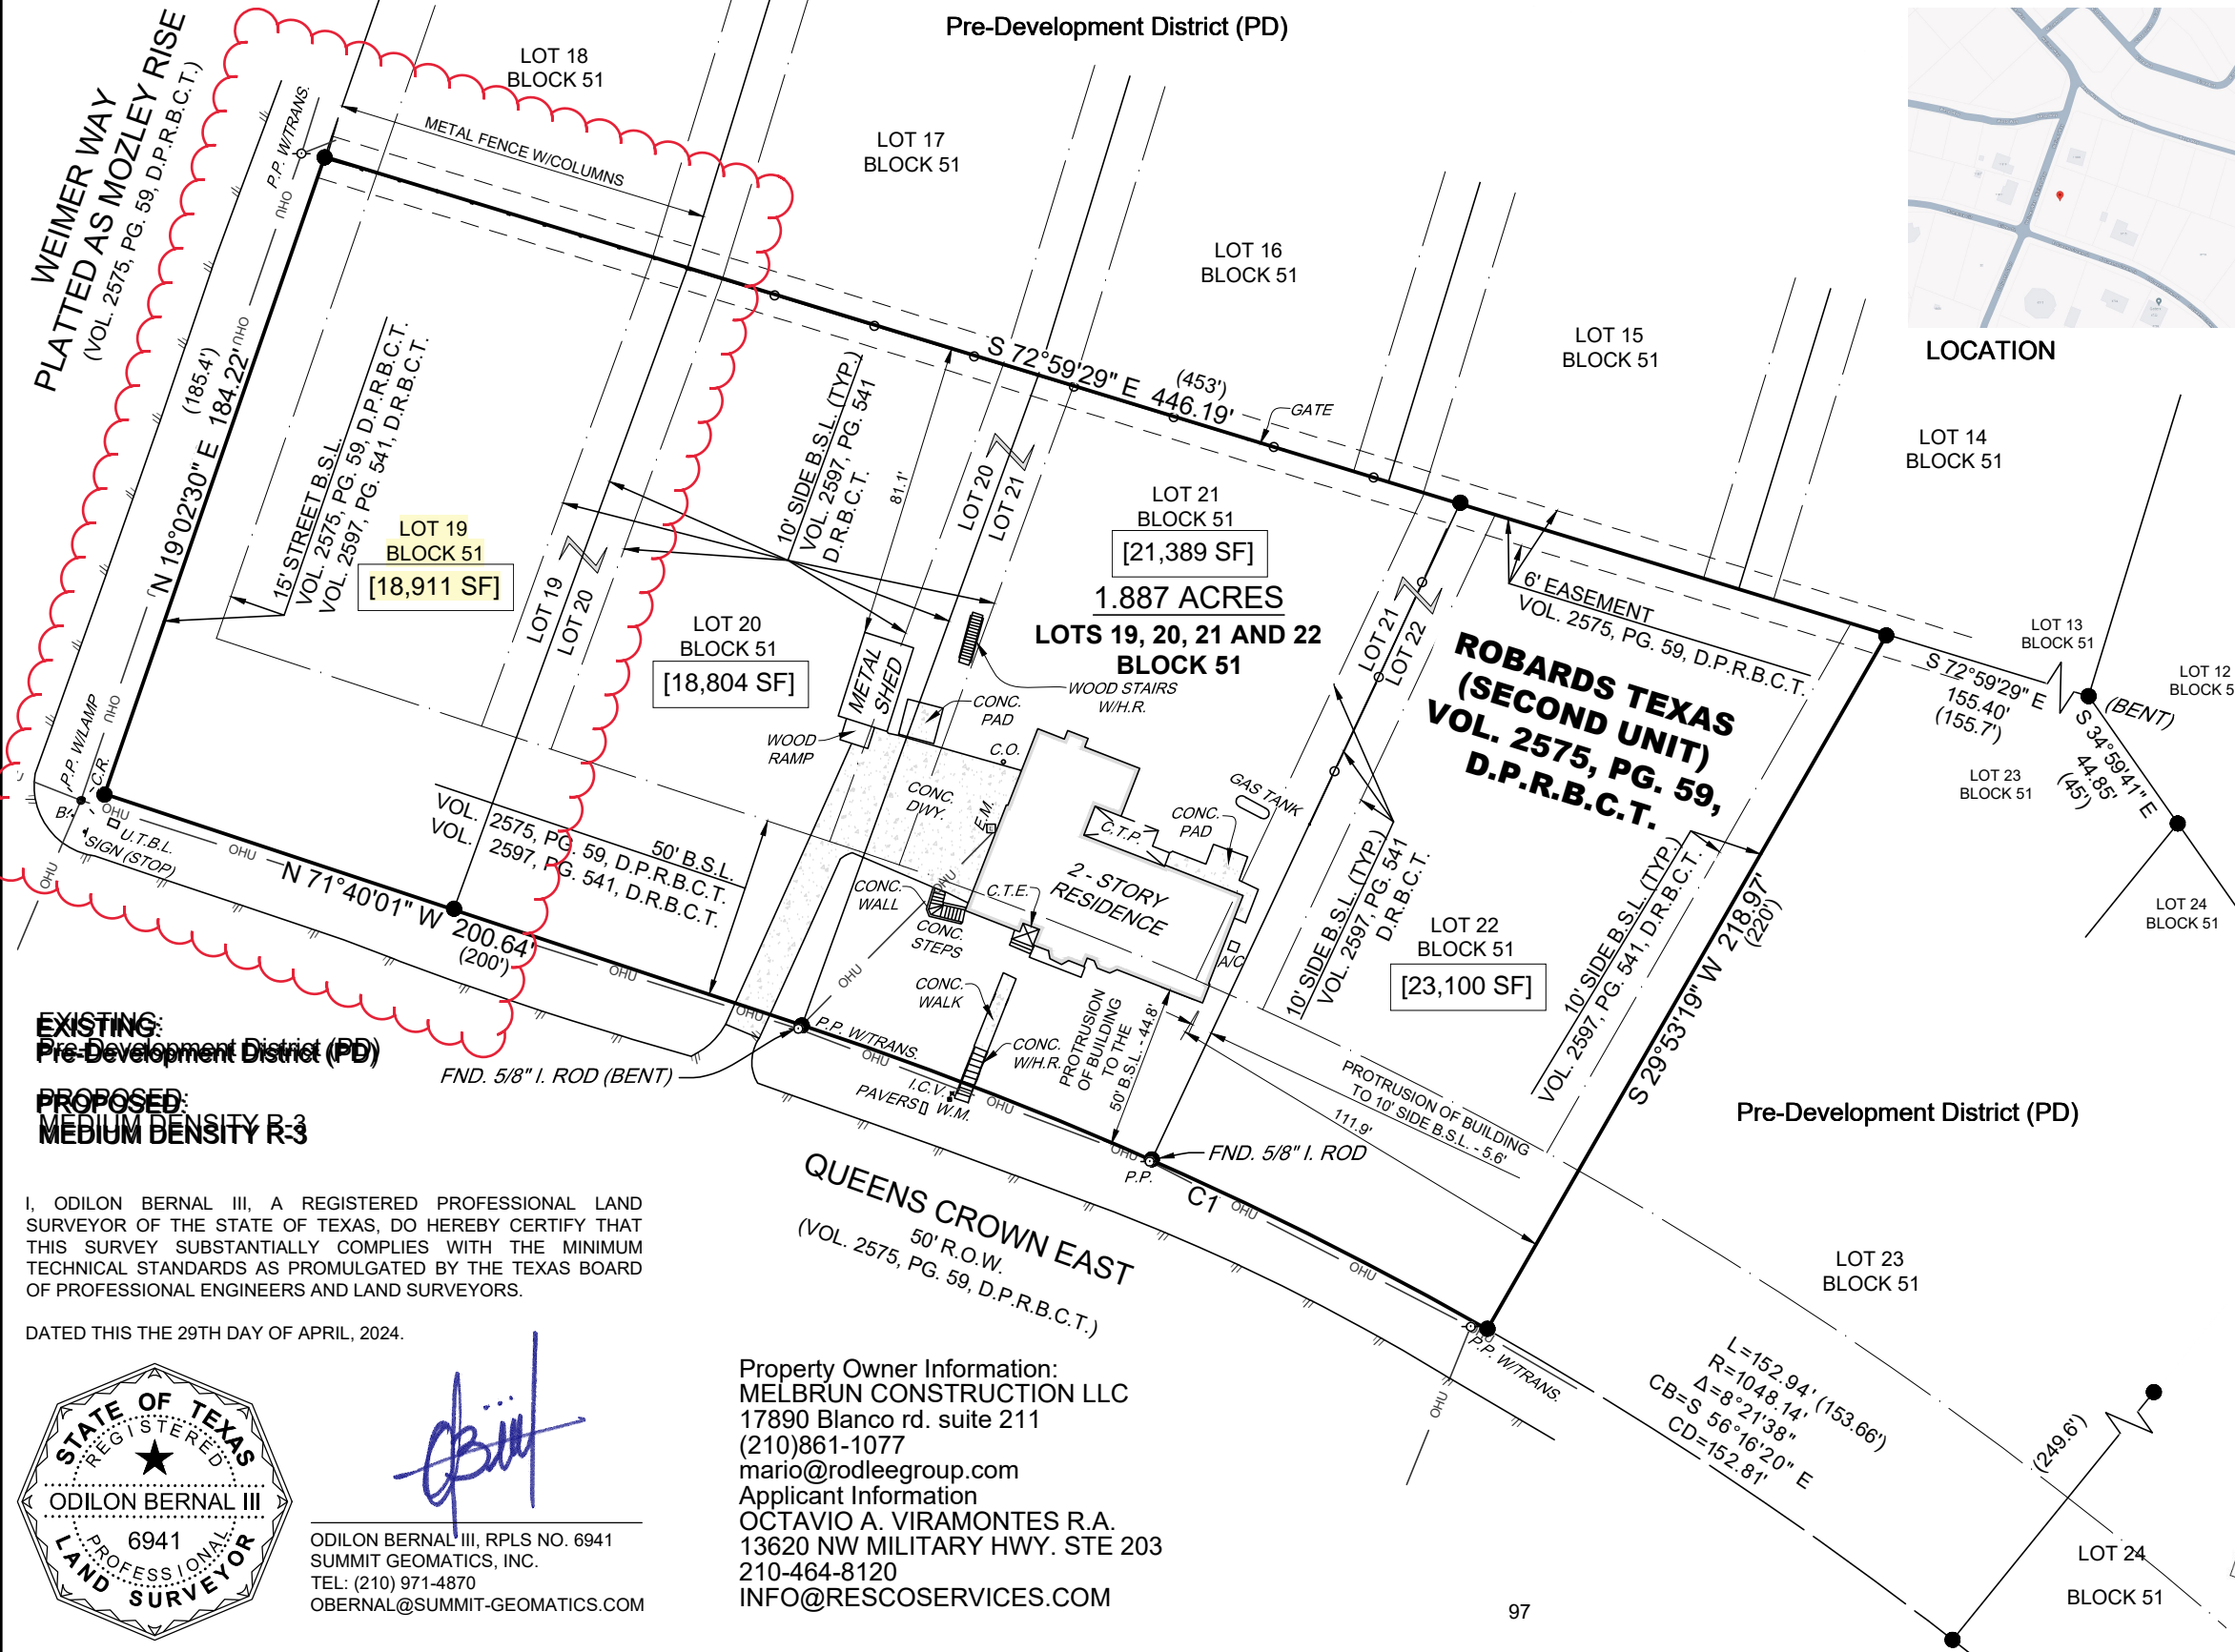 Pre-Development District (PD)
WEIMER WAY
PLATTED AS MOZLEY RISE
(VOL. 2575, PG. 59, D.P.R.B.C.T.)
LOT 18
BLOCK 51
P.P. W/TRANS.
METAL FENCE W/COLUMNS
LOT 17
BLOCK 51
LOT 16
BLOCK 51
LOT 15
BLOCK 51
LOCATION
LOT 14
BLOCK 51
LOT 13
BLOCK 51
LOT 12
S 72°59'29" E
(453')
446.19'
GATE
OHU
OHU
(185.4')
N 19°02'30" E 184.22'
15' STREET B.S.L.
VOL. 2575, PG. 59, D.P.R.B.C.T.
VOL. 2597, PG. 541, D.R.B.C.T.
LOT 19
BLOCK 51
[18,911 SF]
LOT 19
LOT 20
10' SIDE B.S.L. (TYP.)
VOL. 2597, PG. 541
D.R.B.C.T.
81.1'
LOT 20
LOT 21
LOT 20
BLOCK 51
[18,804 SF]
LOT 21
BLOCK 51
[21,389 SF]
1.887 ACRES
LOTS 19, 20, 21 AND 22
BLOCK 51
LOT 21
LOT 22
6' EASEMENT
VOL. 2575, PG. 59, D.P.R.B.C.T.
ROBARDS TEXAS
(SECOND UNIT)
VOL. 2575, PG. 59,
D.P.R.B.C.T.
S 72°59'29" E
155.40'
(155.7')
(BENT)
S 34°59'41" E
44.85'
(45')
LOT 23
BLOCK 51
LOT 24
BLOCK 51
METAL
SHED
WOOD STAIRS
W/H.R.
CONC.
PAD
WOOD
RAMP
C.O.
CONC.
DWY.
E.M.
OHU
C.T.P.
CONC.
PAD
GAS TANK
2 - STORY
RESIDENCE
C.T.E.
CONC.
WALL
CONC.
STEPS
CONC.
WALK
A/C
P.P. W/LAMP
OHU
C.R.
OHU
U.T.B.L.
SIGN (STOP)
OHU
OHU
N 71°40'01" W 200.64'
(200')
50' B.S.L.
VOL. 2575, PG. 59, D.P.R.B.C.T.
VOL. 2597, PG. 541, D.R.B.C.T.
OHU
OHU
OHU
P.P. W/TRANS.
OHU
CONC.
W/H.R.
I.C.V.
PAVERS
W.M.
OHU
OHU
PROTRUSION
OF BUILDING
TO THE
50' B.S.L. - 44.8'
10' SIDE B.S.L. (TYP.)
VOL. 2597, PG. 541
D.R.B.C.T.
LOT 22
BLOCK 51
[23,100 SF]
10' SIDE B.S.L. (TYP.)
VOL. 2597, PG. 541, D.R.B.C.T.
S 29°53'19" W 218.97'
(220')
PROTRUSION OF BUILDING
TO 10' SIDE B.S.L. - 5.6'
111.9'
FND. 5/8" I. ROD (BENT)
FND. 5/8" I. ROD
P.P.
C1
OHU
OHU
P.P. W/TRANS.
OHU
Pre-Development District (PD)
EXISTING:
Pre-Development District (PD)
PROPOSED:
MEDIUM DENSITY R-3
QUEENS CROWN EAST
50' R.O.W.
(VOL. 2575, PG. 59, D.P.R.B.C.T.)
LOT 23
BLOCK 51
L=152.94' (153.66')
R=1048.14'
Δ=8°21'38"
CB=S 56°16'20" E
CD=152.81'
(249.6')
LOT 24
BLOCK 51
I, ODILON BERNAL III, A REGISTERED PROFESSIONAL LAND
SURVEYOR OF THE STATE OF TEXAS, DO HEREBY CERTIFY THAT
THIS SURVEY SUBSTANTIALLY COMPLIES WITH THE MINIMUM
TECHNICAL STANDARDS AS PROMULGATED BY THE TEXAS BOARD
OF PROFESSIONAL ENGINEERS AND LAND SURVEYORS.
DATED THIS THE 29TH DAY OF APRIL, 2024.
STATE OF TEXAS
REGISTERED
ODILON BERNAL III
6941
PROFESSIONAL
LAND SURVEYOR
ODILON BERNAL III, RPLS NO. 6941
SUMMIT GEOMATICS, INC.
TEL: (210) 971-4870
OBERNAL@SUMMIT-GEOMATICS.COM
Property Owner Information:
MELBRUN CONSTRUCTION LLC
17890 Blanco rd. suite 211
(210)861-1077
mario@rodleegroup.com
Applicant Information
OCTAVIO A. VIRAMONTES R.A.
13620 NW MILITARY HWY. STE 203
210-464-8120
INFO@RESCOSERVICES.COM
97